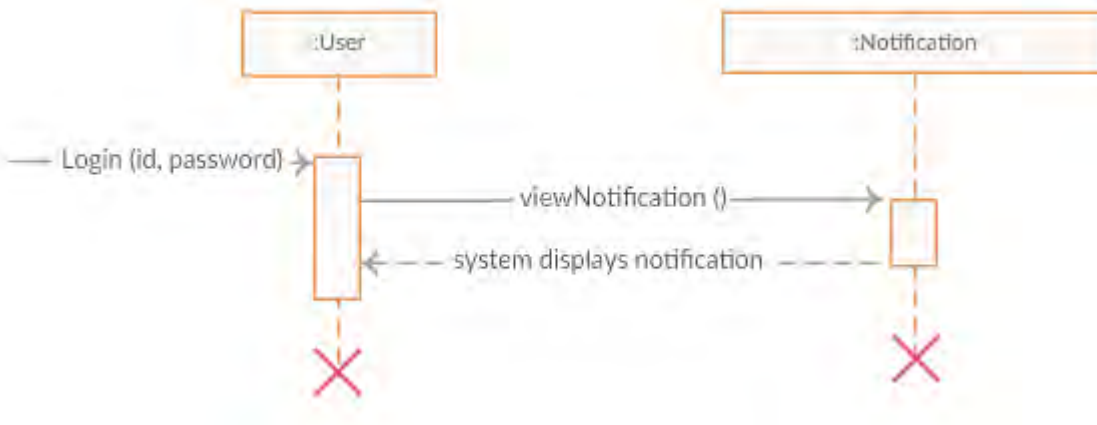 :User
:Notification
Login (id, password)
viewNotification ()
system displays notification